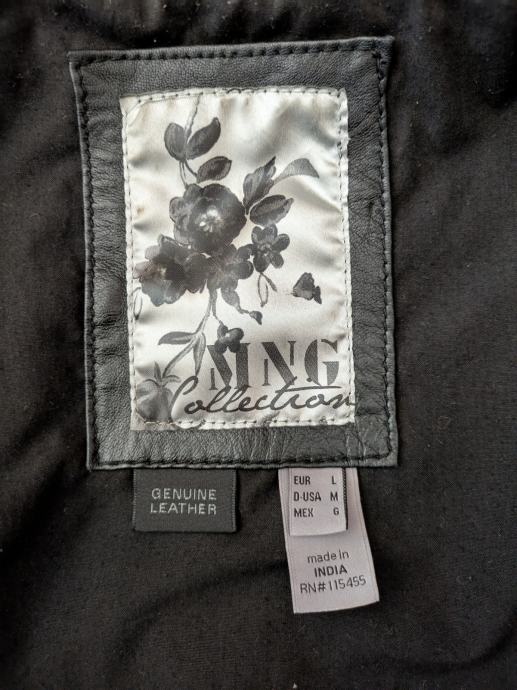 MNG
Collection
GENUINE
LEATHER
EUR L
D-USA M
MEX G
made in
INDIA
RN#115455